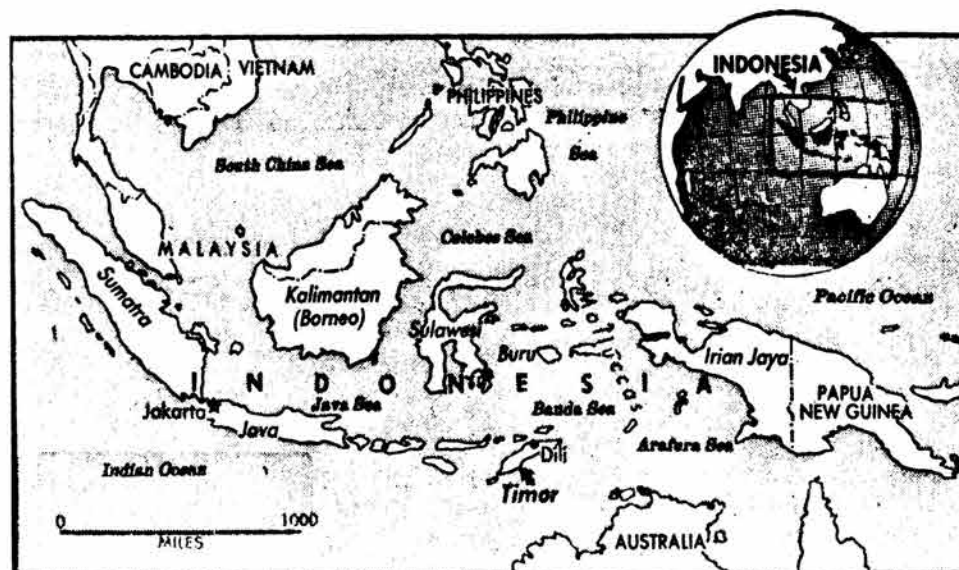 INDONESIA
CAMBODIA
VIETNAM
PHILIPPINES
Philippine
Sea
South China Sea
MALAYSIA
Celebes Sea
Sumatra
Kalimantan
(Borneo)
Sulawesi
Moluccas
Pacific Ocean
Buru
Irian Jaya
INDONESIA
PAPUA
NEW GUINEA
Jakarta
Java Sea
Banda Sea
Java
Arafura Sea
Dili
Indian Ocean
Timor
0 1000
MILES
AUSTRALIA